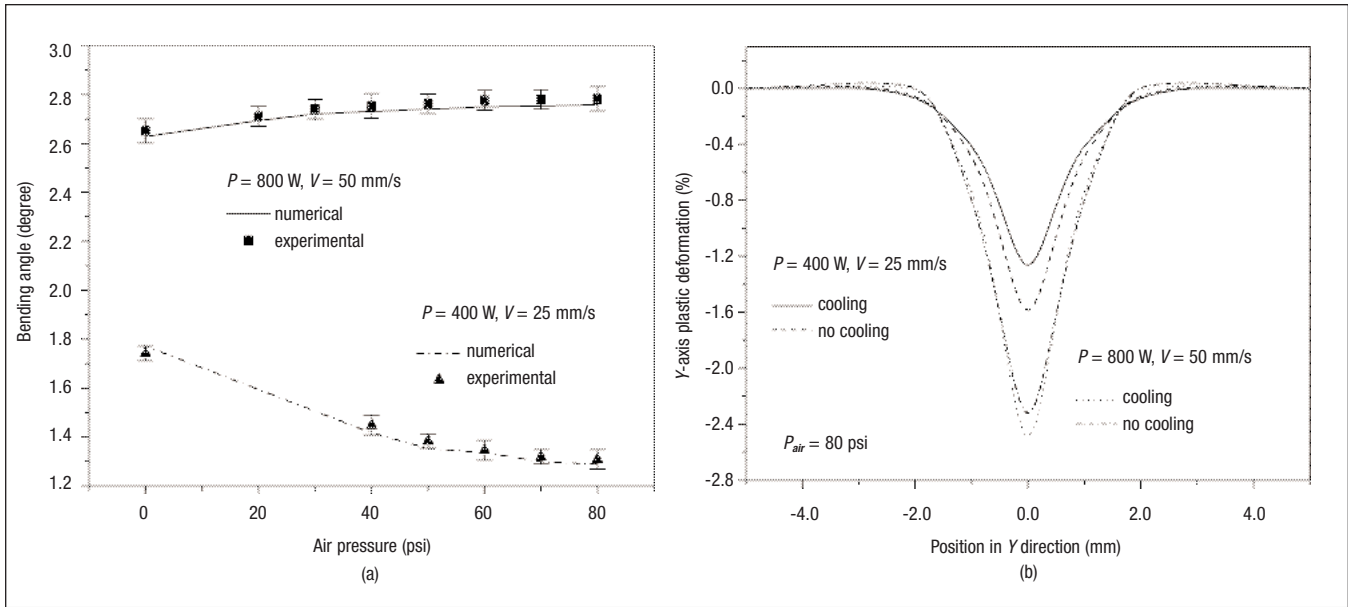 3.0
2.8
2.6
2.4
2.2
2.0
1.8
1.6
1.4
1.2
Bending angle (degree)
P = 800 W, V = 50 mm/s
numerical
experimental
P = 400 W, V = 25 mm/s
numerical
experimental
0 20 40 60 80
Air pressure (psi)
(a)
0.0
-0.4
-0.8
-1.2
-1.6
-2.0
-2.4
-2.8
Y-axis plastic deformation (%)
P = 400 W, V = 25 mm/s
cooling
no cooling
P = 800 W, V = 50 mm/s
cooling
no cooling
Pair = 80 psi
-4.0 -2.0 0.0 2.0 4.0
Position in Y direction (mm)
(b)